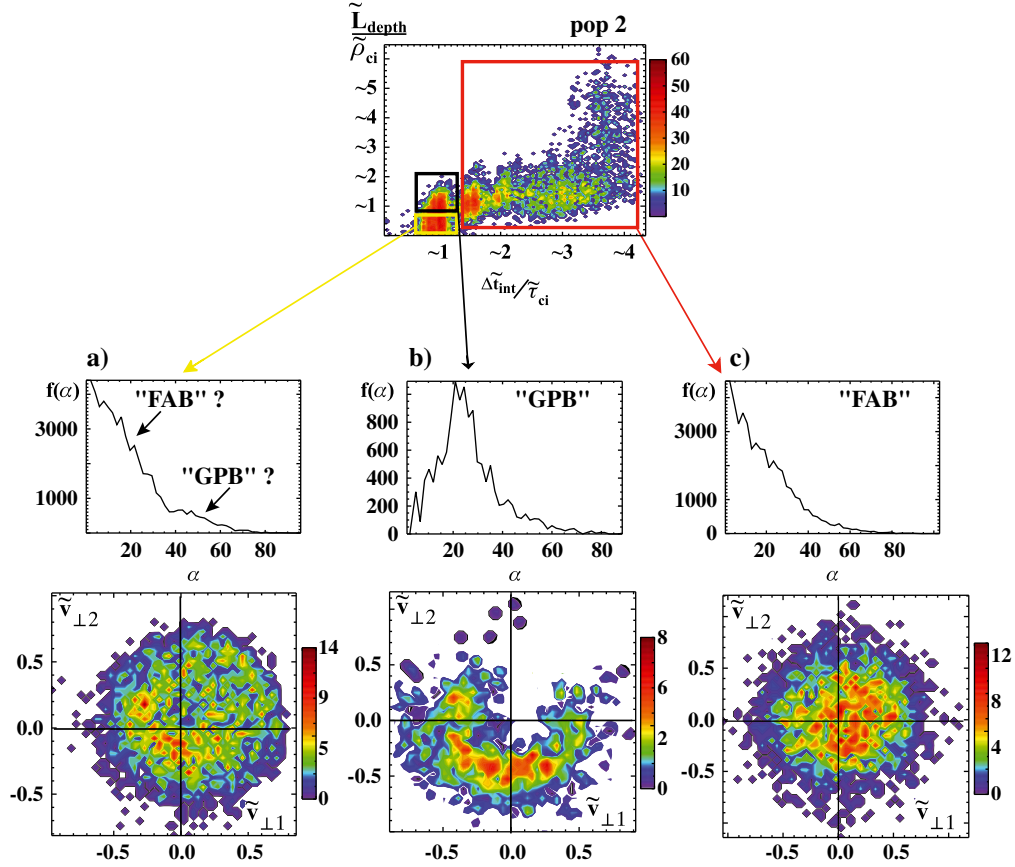 L̃depth
ρ̃ci
pop 2
~5
~4
~3
~2
~1
60
50
40
30
20
10
~1 ~2 ~3 ~4
Δt̃int/τ̃ci
a) b) c)
f(α)
"FAB" ?
"GPB" ?
3000
1000
20 40 60 80
α
f(α)
"GPB"
800
600
400
200
0
20 40 60 80
α
f(α)
"FAB"
3000
1000
0
20 40 60 80
α
ṽ⊥2
0.5
0.0
-0.5
ṽ⊥1
-0.5 0.0 0.5
14
9
5
0
ṽ⊥2
0.5
0.0
-0.5
ṽ⊥1
-0.5 0.0 0.5
8
6
4
2
0
ṽ⊥2
0.5
0.0
-0.5
ṽ⊥1
-0.5 0.0 0.5 1.0
12
8
6
4
2
0